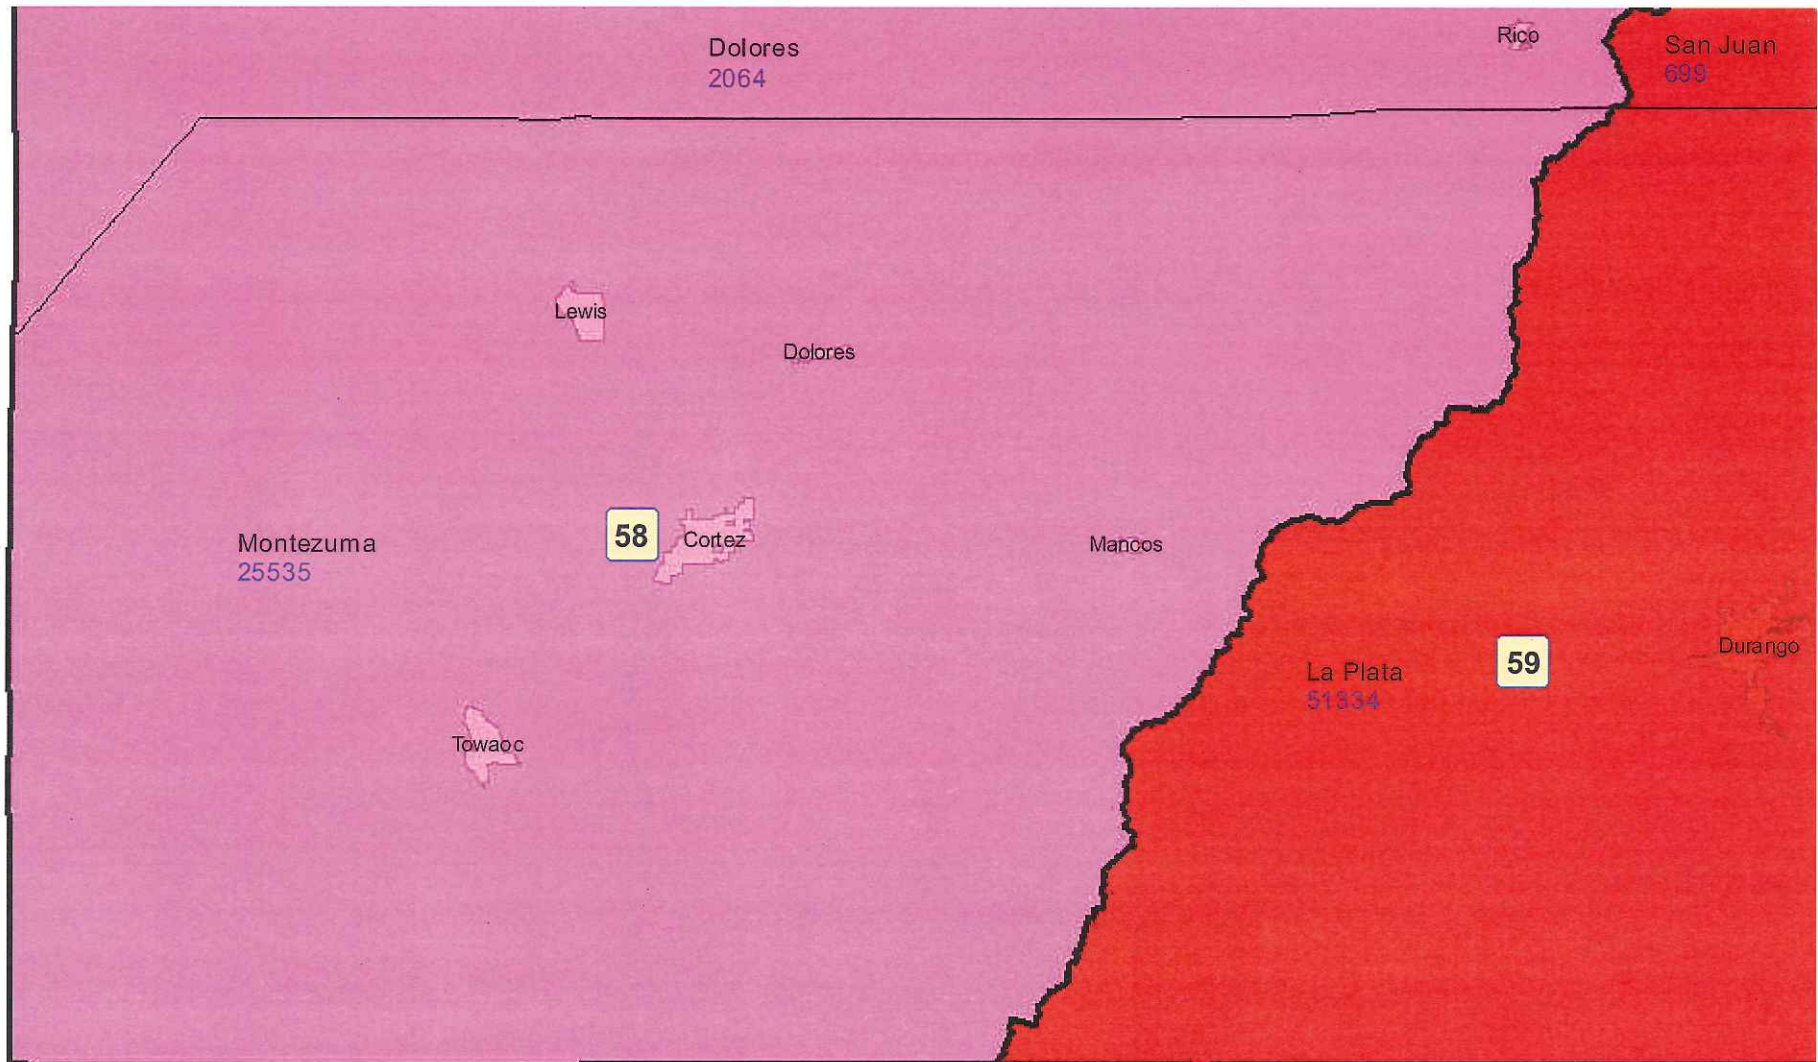 Dolores
2064
Rico
San Juan
699
Lewis
Dolores
Montezuma
25535
58
Cortez
Mancos
Towaoc
La Plata
51334
59
Durango